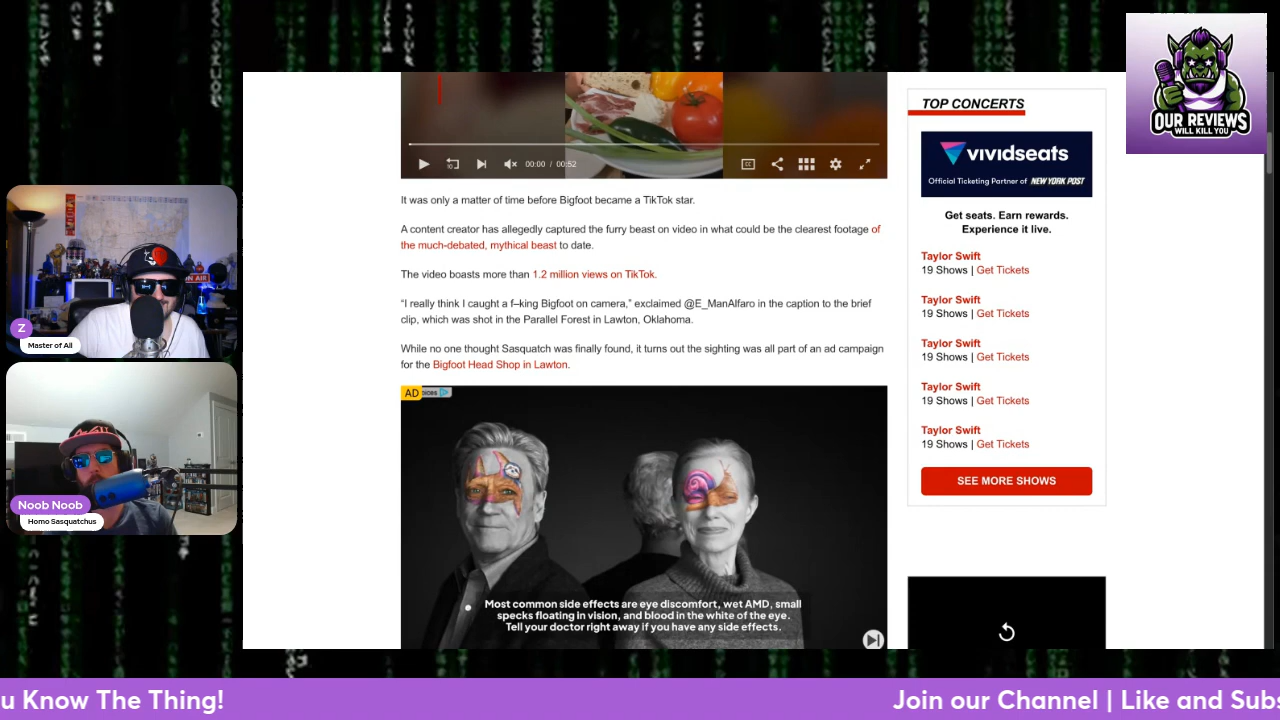 OUR REVIEWS
WILL KILL YOU
00:00 / 00:52
It was only a matter of time before Bigfoot became a TikTok star.
A content creator has allegedly captured the furry beast on video in what could be the clearest footage of
the much-debated, mythical beast to date.
The video boasts more than 1.2 million views on TikTok.
“I really think I caught a f–king Bigfoot on camera,” exclaimed @E_ManAlfaro in the caption to the brief
clip, which was shot in the Parallel Forest in Lawton, Oklahoma.
While no one thought Sasquatch was finally found, it turns out the sighting was all part of an ad campaign
for the Bigfoot Head Shop in Lawton.
AD
Most common side effects are eye discomfort, wet AMD, small
specks floating in vision, and blood in the white of the eye.
Tell your doctor right away if you have any side effects.
TOP CONCERTS
vividseats
Official Ticketing Partner of NEW YORK POST
Get seats. Earn rewards.
Experience it live.
Taylor Swift
19 Shows | Get Tickets
Taylor Swift
19 Shows | Get Tickets
Taylor Swift
19 Shows | Get Tickets
Taylor Swift
19 Shows | Get Tickets
Taylor Swift
19 Shows | Get Tickets
SEE MORE SHOWS
ON AIR
Z
Master of All
Noob Noob
Homo Sasquatchus
u Know The Thing!
Join our Channel | Like and Subs